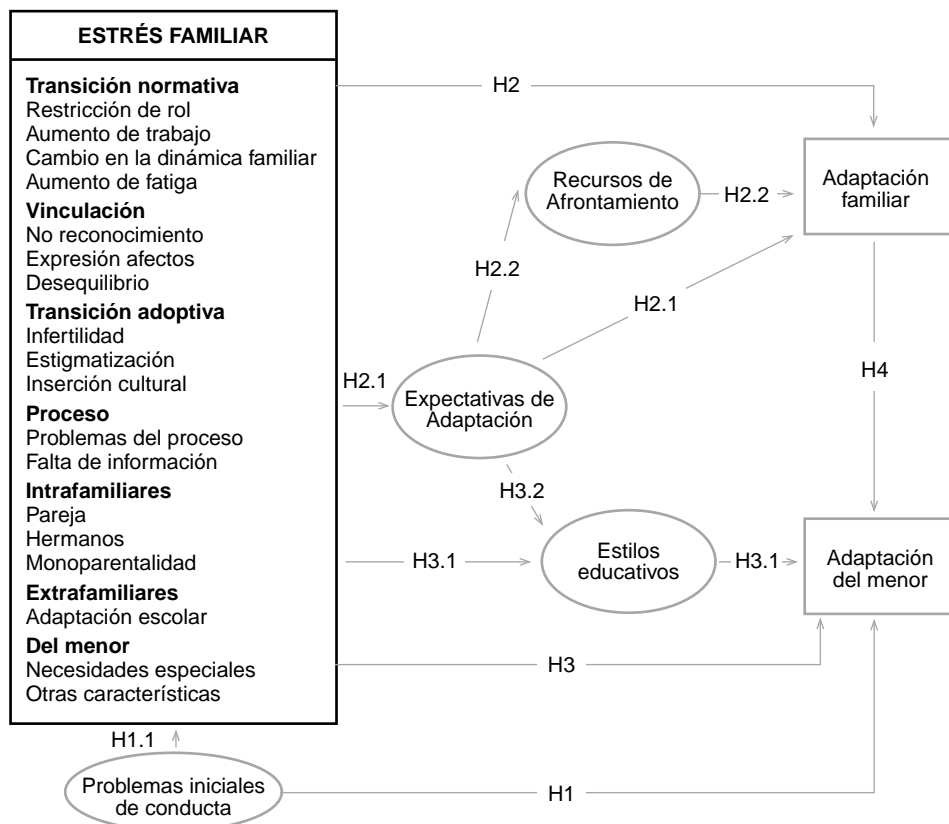 ESTRÉS FAMILIAR
Transición normativa
Restricción de rol
Aumento de trabajo
Cambio en la dinámica familiar
Aumento de fatiga
Vinculación
No reconocimiento
Expresión afectos
Desequilibrio
Transición adoptiva
Infertilidad
Estigmatización
Inserción cultural
Proceso
Problemas del proceso
Falta de información
Intrafamiliares
Pareja
Hermanos
Monoparentalidad
Extrafamiliares
Adaptación escolar
Del menor
Necesidades especiales
Otras características
H2
Recursos de
Afrontamiento
H2.2
Adaptación
familiar
H2.2
H2.1
H2.1
Expectativas de
Adaptación
H4
H3.2
H3.1
Estilos
educativos
H3.1
Adaptación
del menor
H3
H1.1
Problemas iniciales
de conducta
H1